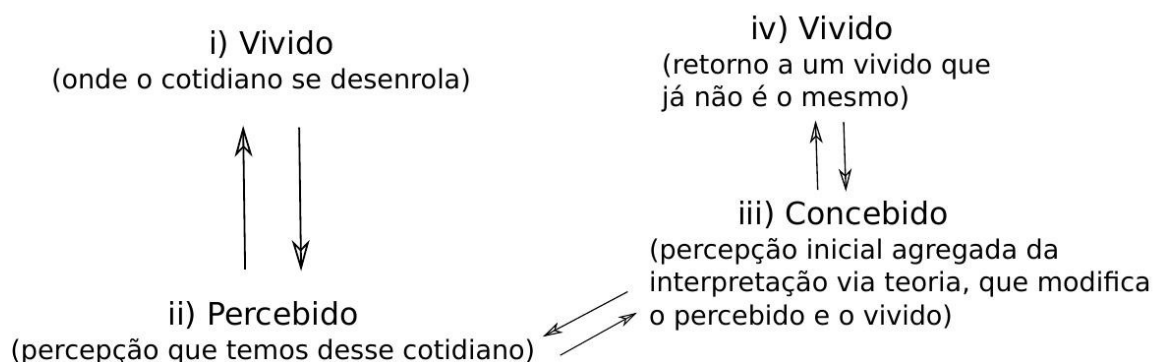 i) Vivido
(onde o cotidiano se desenrola)
ii) Percebido
(percepção que temos desse cotidiano)
iii) Concebido
(percepção inicial agregada da
interpretação via teoria, que modifica
o percebido e o vivido)
iv) Vivido
(retorno a um vivido que
já não é o mesmo)